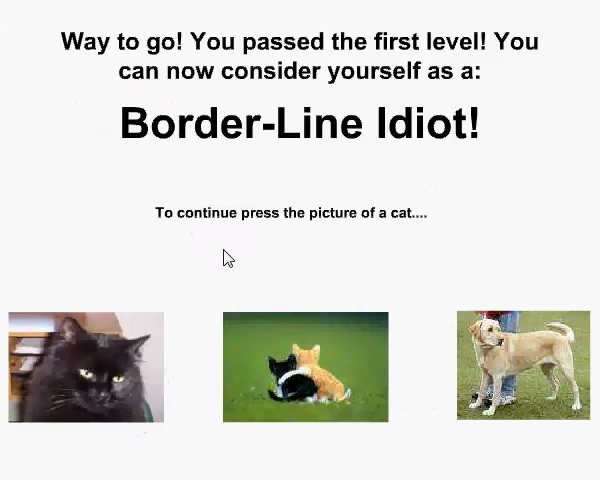 Way to go! You passed the first level! You
can now consider yourself as a:
Border-Line Idiot!
To continue press the picture of a cat....